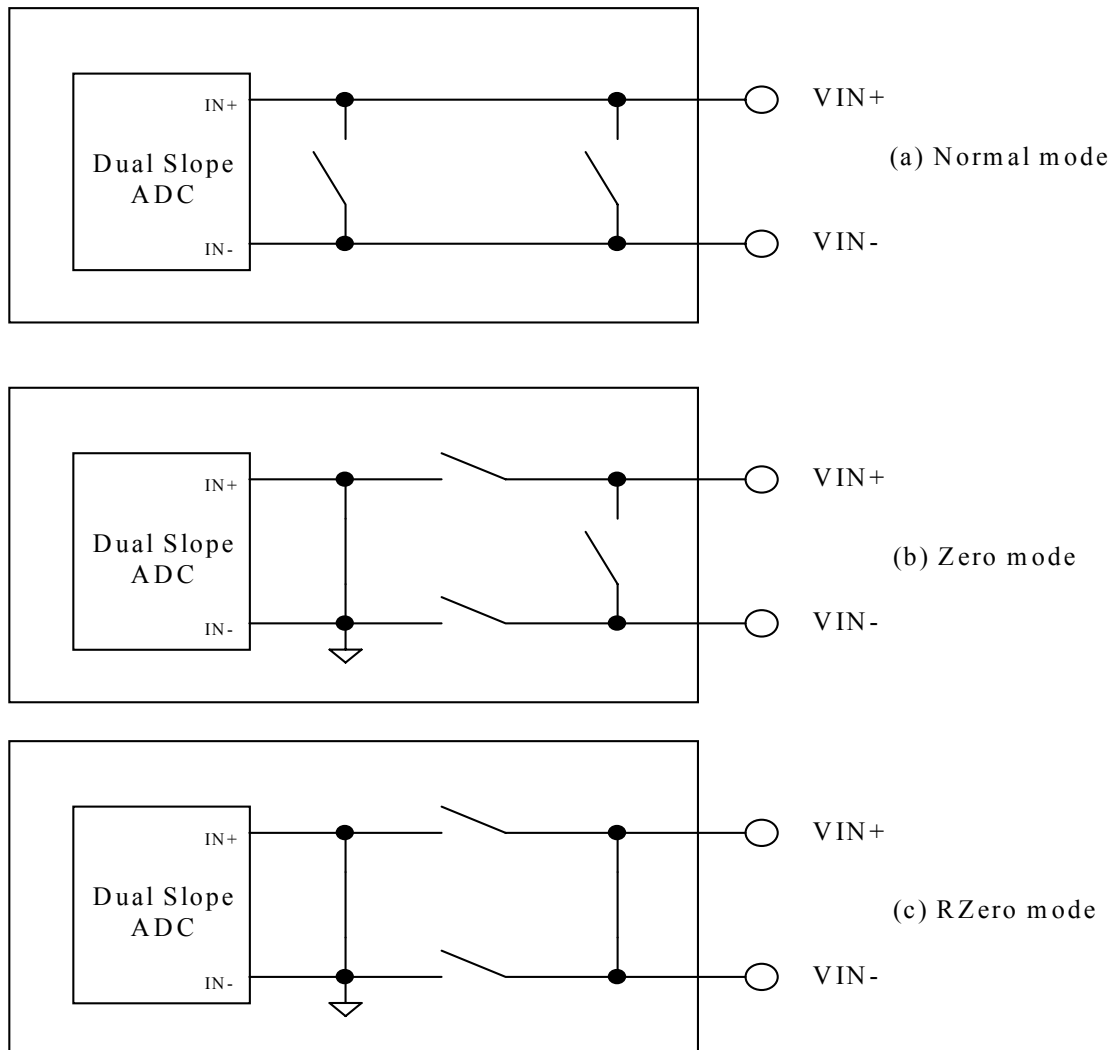 IN+
VIN+
Dual Slope
ADC
(a) Normal mode
IN-
VIN-
IN+
VIN+
Dual Slope
ADC
(b) Zero mode
IN-
VIN-
IN+
VIN+
Dual Slope
ADC
(c) RZero mode
IN-
VIN-